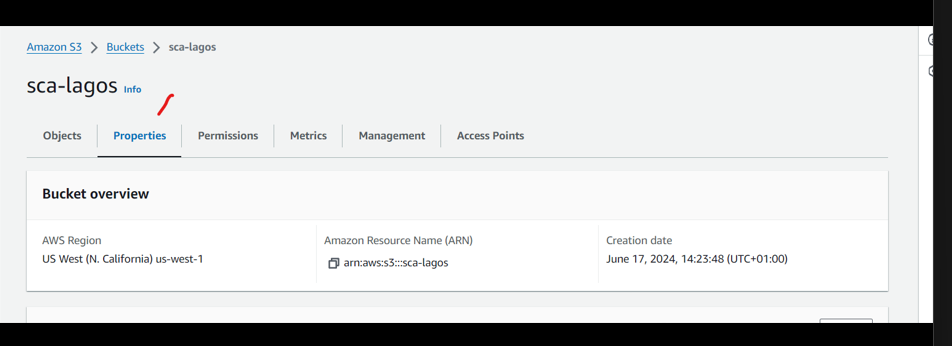 Amazon S3 > Buckets > sca-lagos
sca-lagos Info
Objects Properties Permissions Metrics Management Access Points
Bucket overview
AWS Region Amazon Resource Name (ARN) Creation date
US West (N. California) us-west-1 arn:aws:s3:::sca-lagos June 17, 2024, 14:23:48 (UTC+01:00)